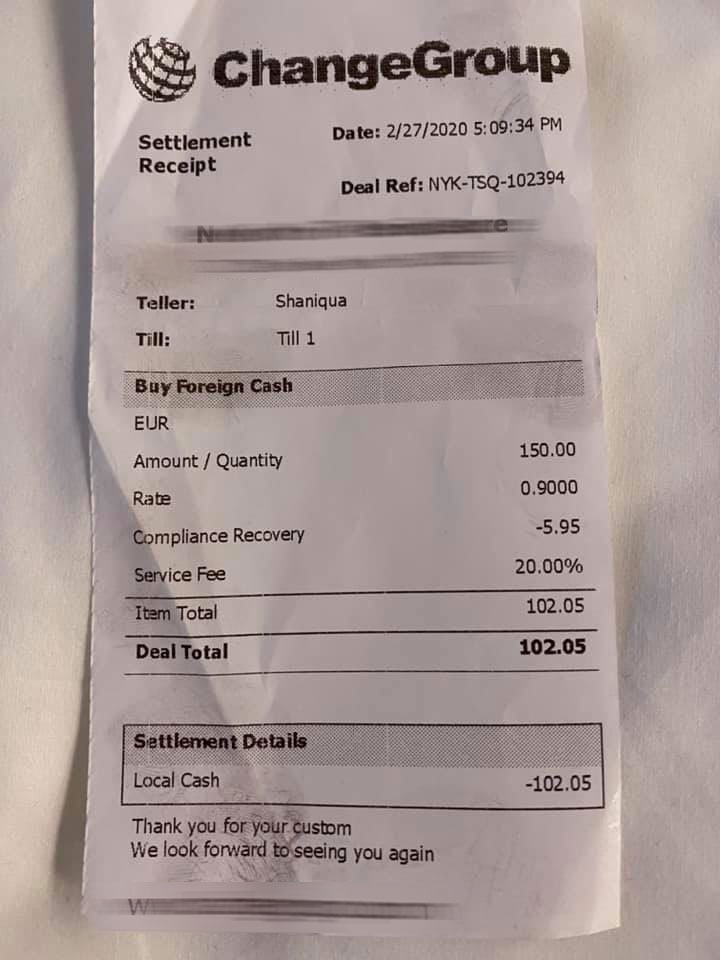 ChangeGroup
Settlement Receipt
Date: 2/27/2020 5:09:34 PM
Deal Ref: NYK-TSQ-102394
Teller: Shaniqua
Till: Till 1
Buy Foreign Cash
EUR
Amount / Quantity 150.00
Rate 0.9000
Compliance Recovery -5.95
Service Fee 20.00%
Item Total 102.05
Deal Total 102.05
Settlement Details
Local Cash -102.05
Thank you for your custom
We look forward to seeing you again